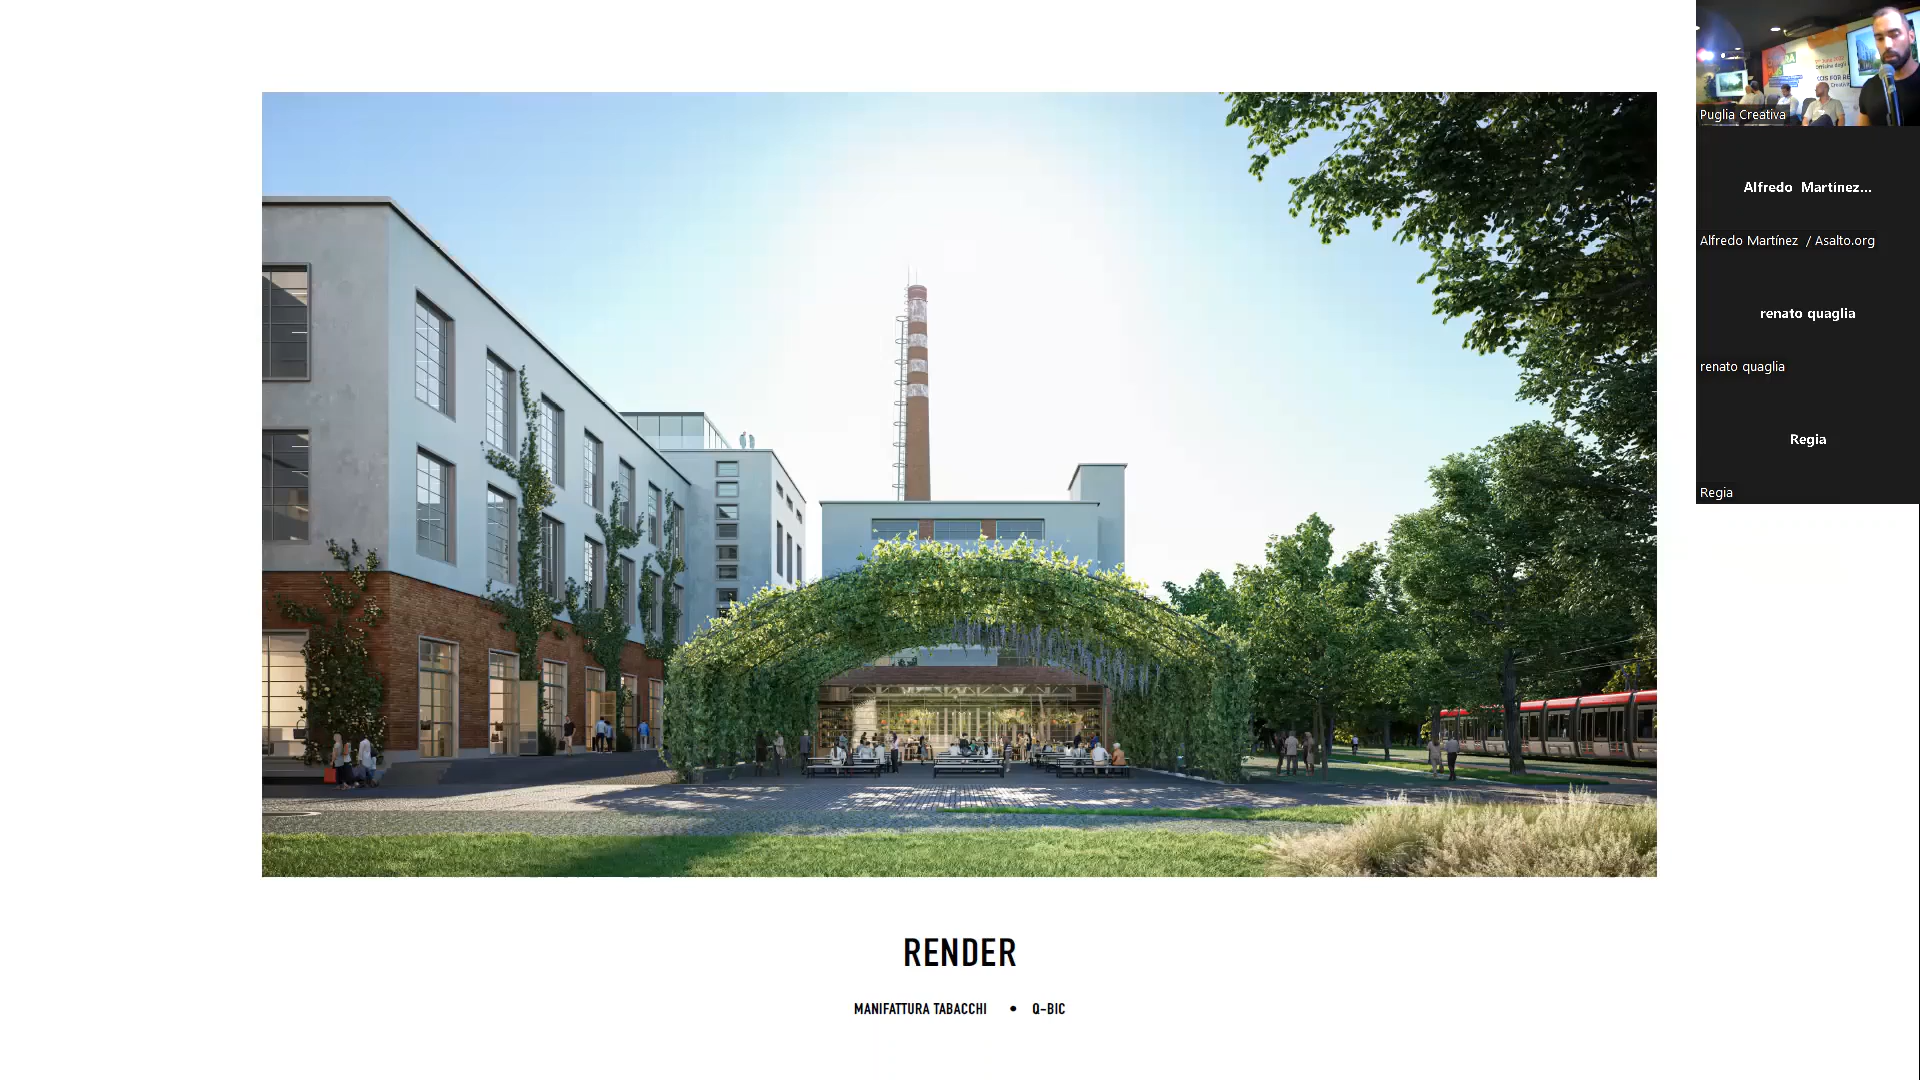 RENDER
MANIFATTURA TABACCHI • Q-BIC
Puglia Creativa
Alfredo Martínez...
Alfredo Martínez / Asalto.org
renato quaglia
renato quaglia
Regia
Regia